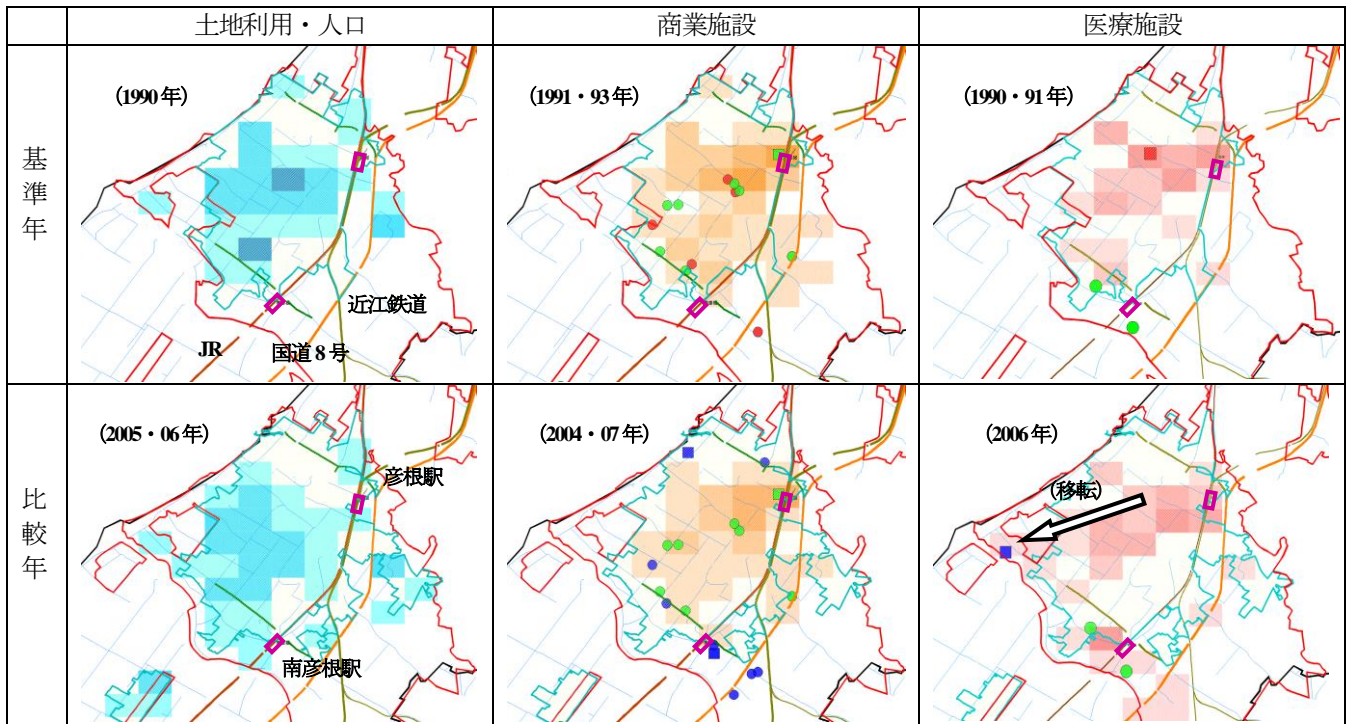 土地利用・人口
商業施設
医療施設
基準年
(1990年)
近江鉄道
JR
国道8号
(1991・93年)
(1990・91年)
比較年
(2005・06年)
彦根駅
南彦根駅
(2004・07年)
(2006年)
(移転)